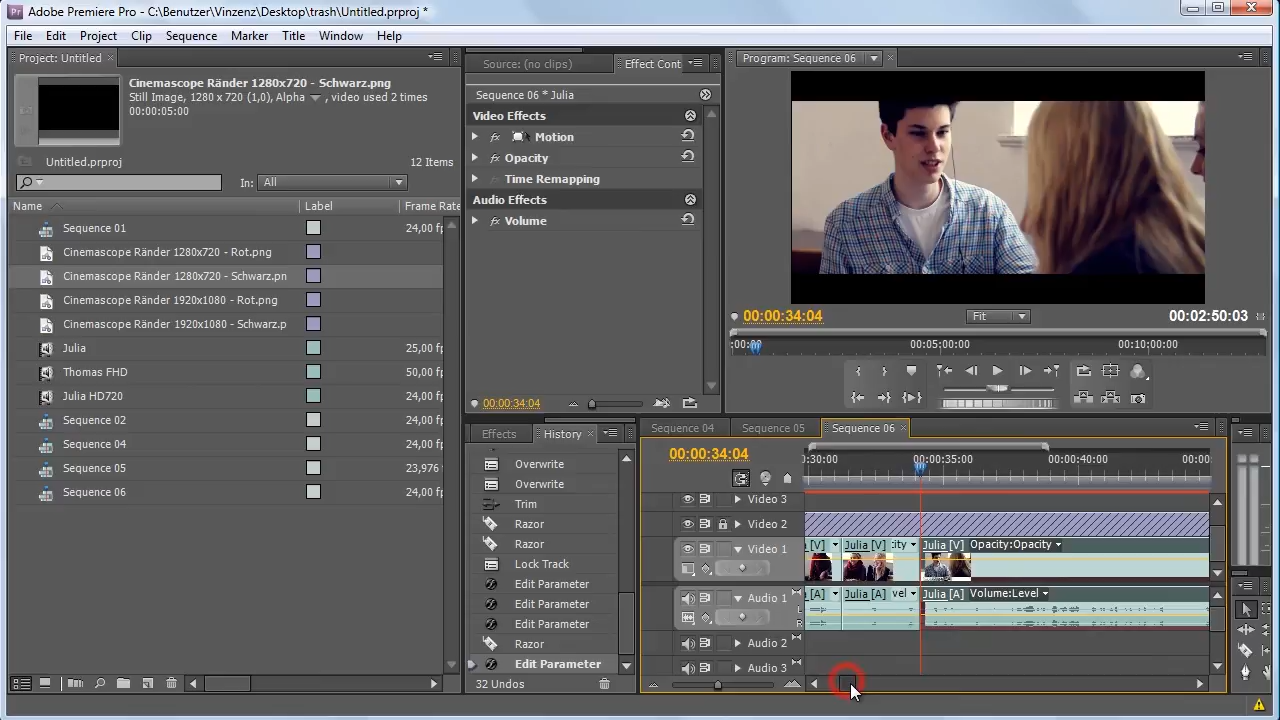 Adobe Premiere Pro - C:\Benutzer\Vinzenz\Desktop\trash\Untitled.prproj *
File Edit Project Clip Sequence Marker Title Window Help
Project: Untitled
Cinemascope Ränder 1280x720 - Schwarz.png
Still Image, 1280 x 720 (1,0), Alpha , video used 2 times
00:00:05:00
Untitled.prproj 12 Items
In: All
Name Label Frame Rate
Sequence 01 24,00 fp
Cinemascope Ränder 1280x720 - Rot.png
Cinemascope Ränder 1280x720 - Schwarz.pn
Cinemascope Ränder 1920x1080 - Rot.png
Cinemascope Ränder 1920x1080 - Schwarz.p
Julia 25,00 fp
Thomas FHD 50,00 fp
Julia HD720 24,00 fp
Sequence 02 24,00 fp
Sequence 04 24,00 fp
Sequence 05 23,976 f
Sequence 06 24,00 fp
Source: (no clips) Effect Cont
Sequence 06 * Julia
Video Effects
fx Motion
fx Opacity
Time Remapping
Audio Effects
fx Volume
00:00:34:04
Program: Sequence 06
00:00:34:04 Fit 00:02:50:03
00:05:00:00 00:10:00:00
Effects History
Overwrite
Overwrite
Trim
Razor
Razor
Lock Track
Edit Parameter
Edit Parameter
Edit Parameter
Razor
Edit Parameter
32 Undos
Sequence 04 Sequence 05 Sequence 06
00:00:34:04
:30:00 00:00:35:00 00:00:40:00 00:00
Video 3
Video 2
Video 1
[V] Julia [V] ity Julia [V] Opacity:Opacity
Audio 1
[A] Julia [A] vel Julia [A] Volume:Level
L
R
Audio 2
Audio 3